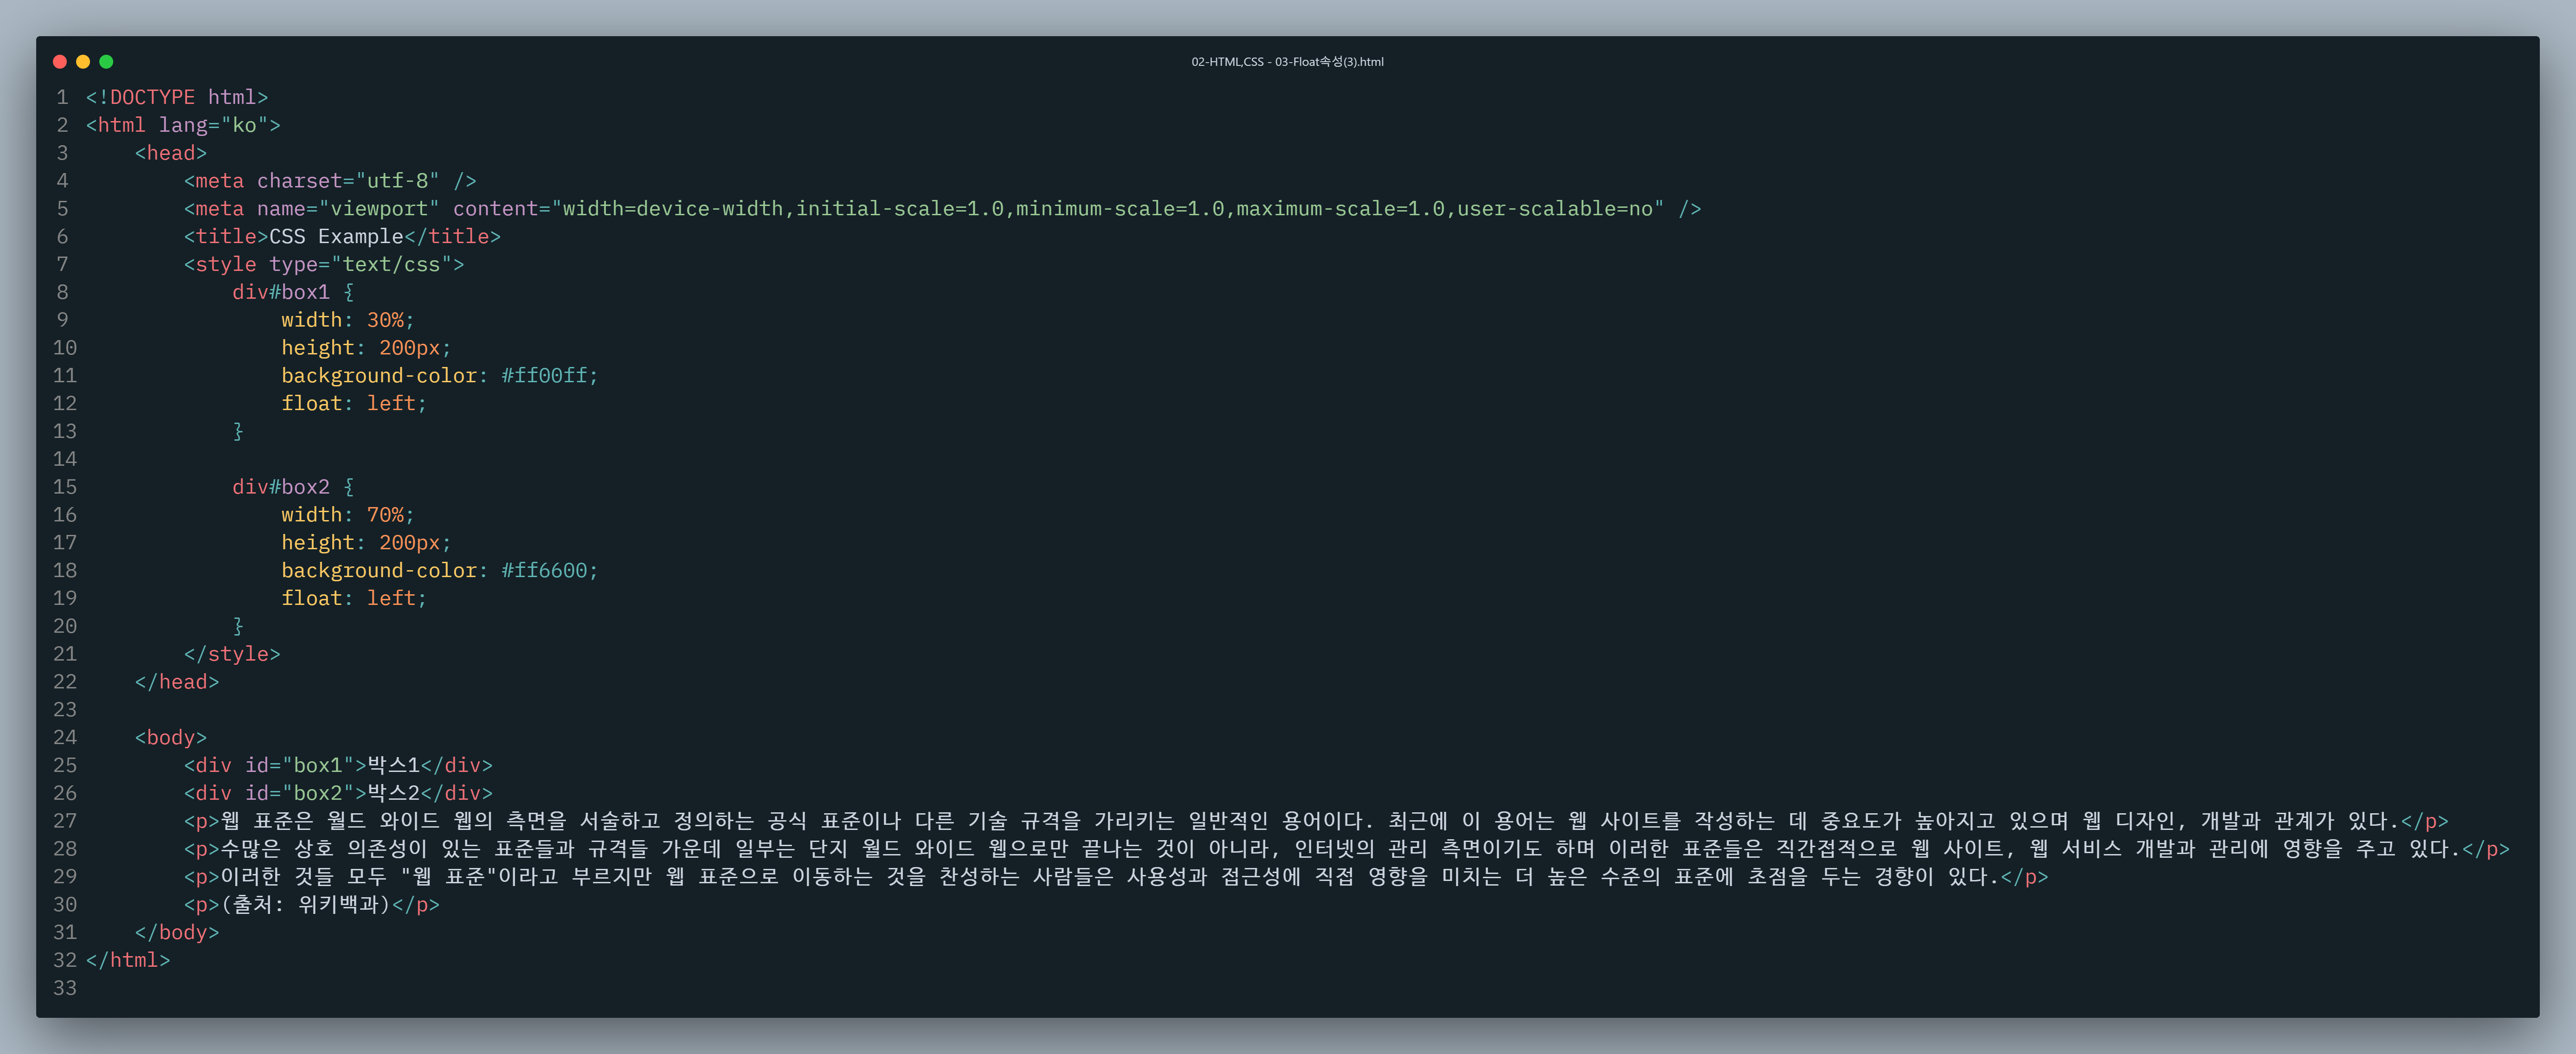 02-HTML,CSS - 03-Float속성(3).html
1 <!DOCTYPE html>
2 <html lang="ko">
3     <head>
4         <meta charset="utf-8" />
5         <meta name="viewport" content="width=device-width,initial-scale=1.0,minimum-scale=1.0,maximum-scale=1.0,user-scalable=no" />
6         <title>CSS Example</title>
7         <style type="text/css">
8             div#box1 {
9                 width: 30%;
10                 height: 200px;
11                 background-color: #ff00ff;
12                 float: left;
13             }
14
15             div#box2 {
16                 width: 70%;
17                 height: 200px;
18                 background-color: #ff6600;
19                 float: left;
20             }
21         </style>
22     </head>
23
24     <body>
25         <div id="box1">박스1</div>
26         <div id="box2">박스2</div>
27         <p>웹 표준은 월드 와이드 웹의 측면을 서술하고 정의하는 공식 표준이나 다른 기술 규격을 가리키는 일반적인 용어이다. 최근에 이 용어는 웹 사이트를 작성하는 데 중요도가 높아지고 있으며 웹 디자인, 개발과 관계가 있다.</p>
28         <p>수많은 상호 의존성이 있는 표준들과 규격들 가운데 일부는 단지 월드 와이드 웹으로만 끝나는 것이 아니라, 인터넷의 관리 측면이기도 하며 이러한 표준들은 직간접적으로 웹 사이트, 웹 서비스 개발과 관리에 영향을 주고 있다.</p>
29         <p>이러한 것들 모두 "웹 표준"이라고 부르지만 웹 표준으로 이동하는 것을 찬성하는 사람들은 사용성과 접근성에 직접 영향을 미치는 더 높은 수준의 표준에 초점을 두는 경향이 있다.</p>
30         <p>(출처: 위키백과)</p>
31     </body>
32 </html>
33